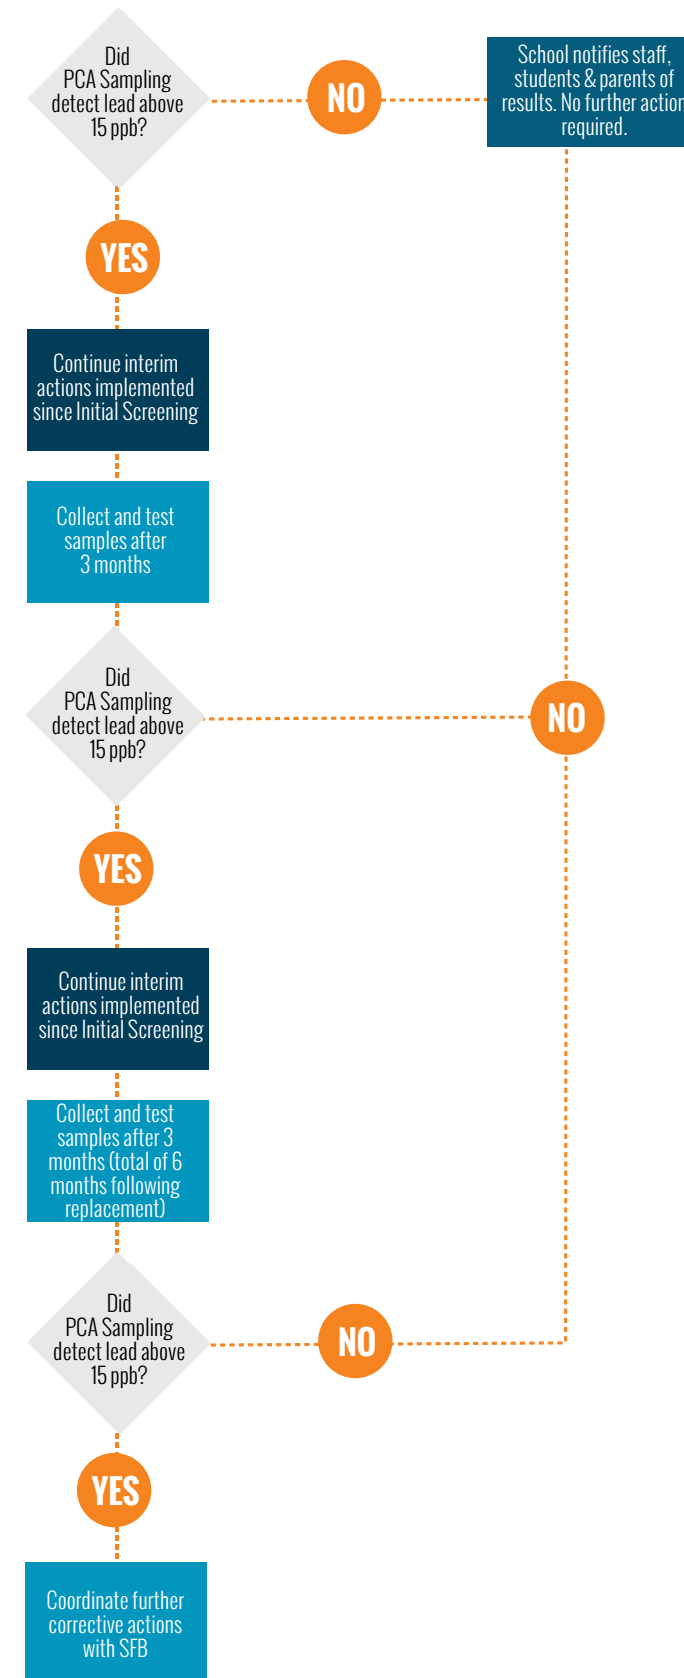 Did
PCA Sampling
detect lead above
15 ppb?
NO
School notifies staff,
students & parents of
results. No further action
required.
YES
Continue interim
actions implemented
since Initial Screening
Collect and test
samples after
3 months
Did
PCA Sampling
detect lead above
15 ppb?
NO
YES
Continue interim
actions implemented
since Initial Screening
Collect and test
samples after 3
months (total of 6
months following
replacement)
Did
PCA Sampling
detect lead above
15 ppb?
NO
YES
Coordinate further
corrective actions
with SFB